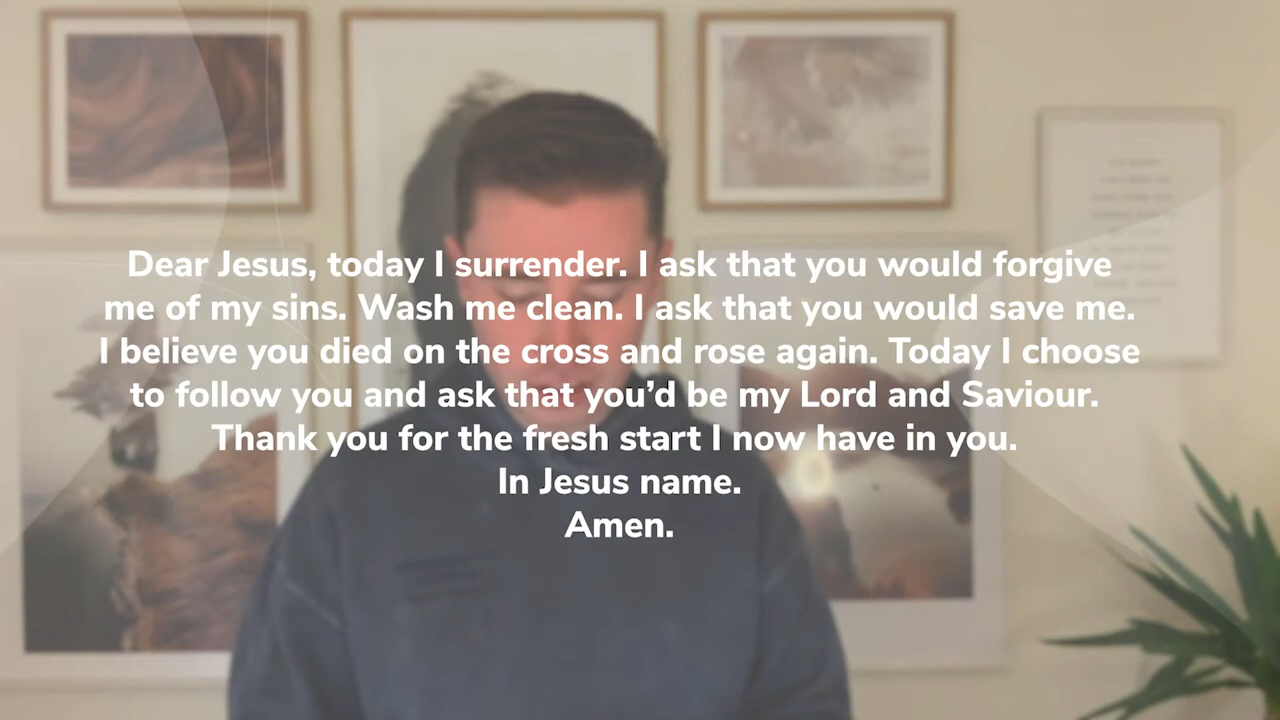 Dear Jesus, today I surrender. I ask that you would forgive
me of my sins. Wash me clean. I ask that you would save me.
I believe you died on the cross and rose again. Today I choose
to follow you and ask that you’d be my Lord and Saviour.
Thank you for the fresh start I now have in you.
In Jesus name.
Amen.